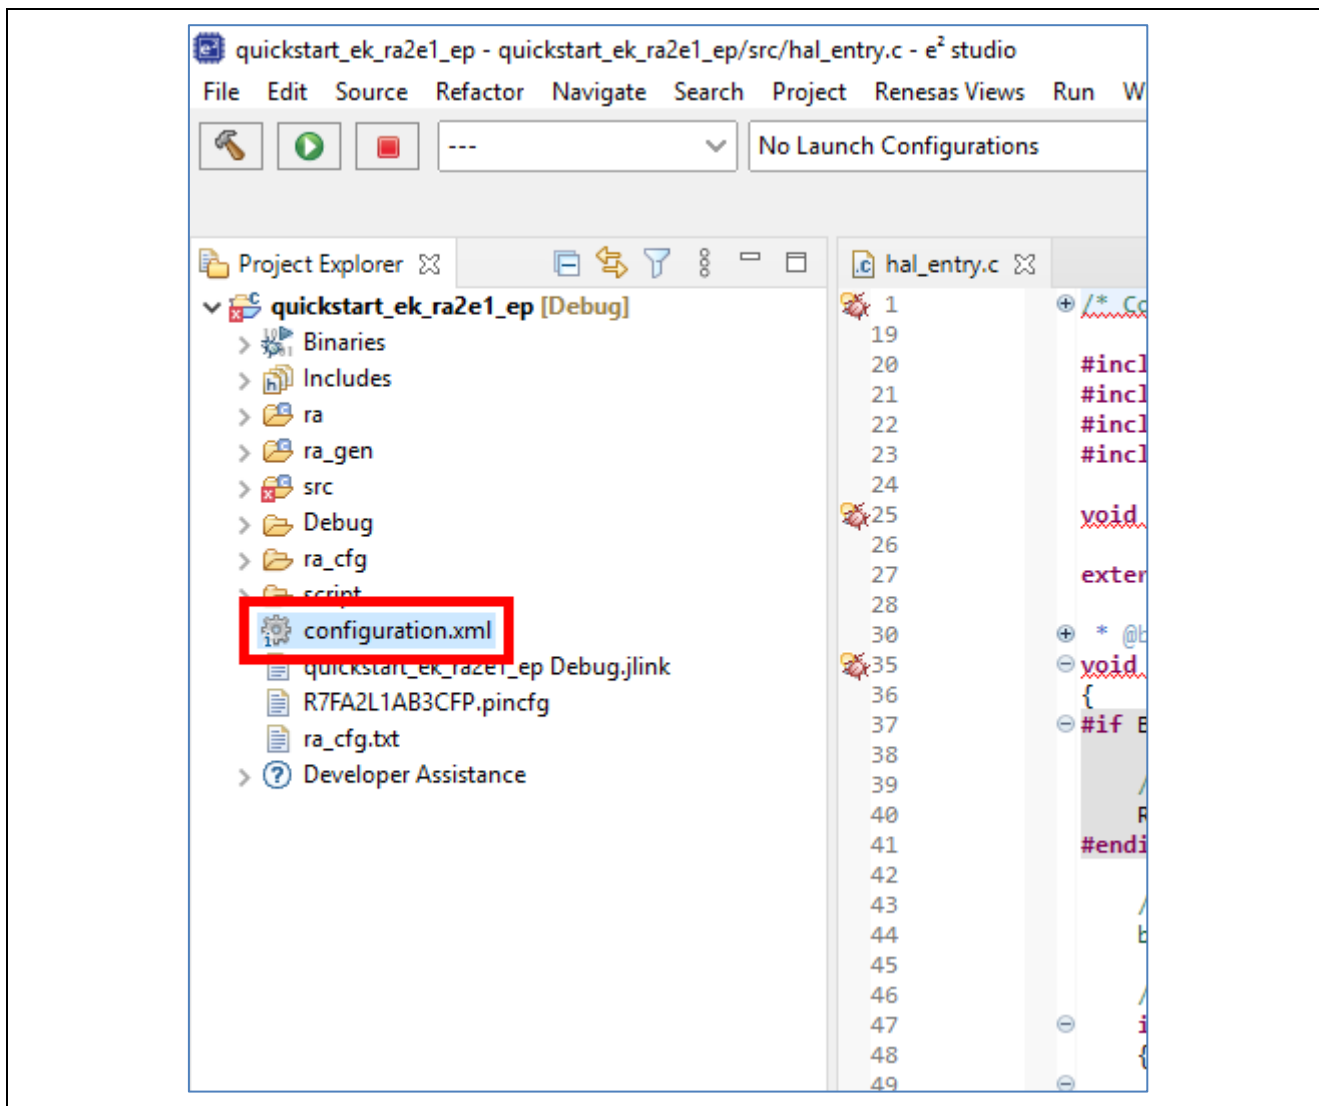 quickstart_ek_ra2e1_ep - quickstart_ek_ra2e1_ep/src/hal_entry.c - e² studio
File Edit Source Refactor Navigate Search Project Renesas Views Run W
--- No Launch Configurations
Project Explorer
quickstart_ek_ra2e1_ep [Debug]
Binaries
Includes
ra
ra_gen
src
Debug
ra_cfg
script
configuration.xml
quickstart_ek_ra2e1_ep Debug.jlink
R7FA2L1AB3CFP.pincfg
ra_cfg.txt
Developer Assistance
hal_entry.c
1 /* Co
19
20 #incl
21 #incl
22 #incl
23 #incl
24
25 void
26
27 exter
28
30 * @b
35 void
36 {
37 #if B
38
39 /
40 R
41 #endi
42
43 /
44 b
45
46 /
47 i
48 {
49